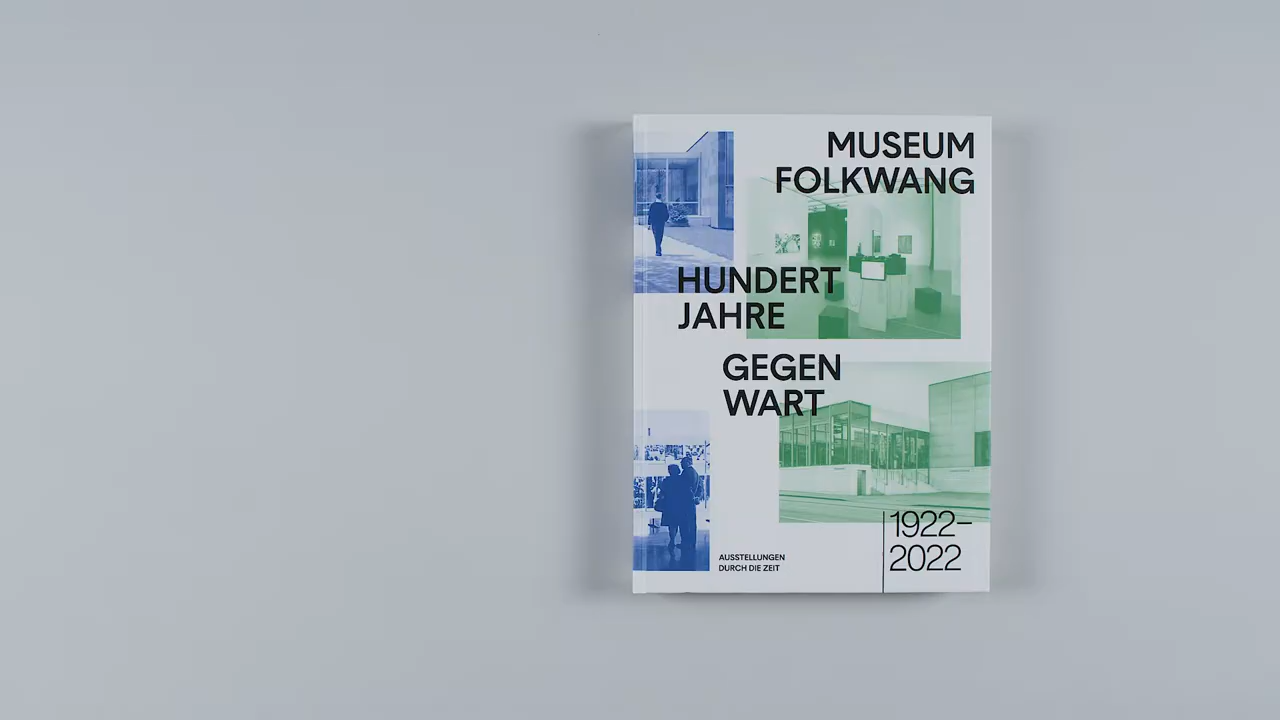 MUSEUM
FOLKWANG
HUNDERT
JAHRE
GEGEN
WART
AUSSTELLUNGEN
DURCH DIE ZEIT
1922–
2022